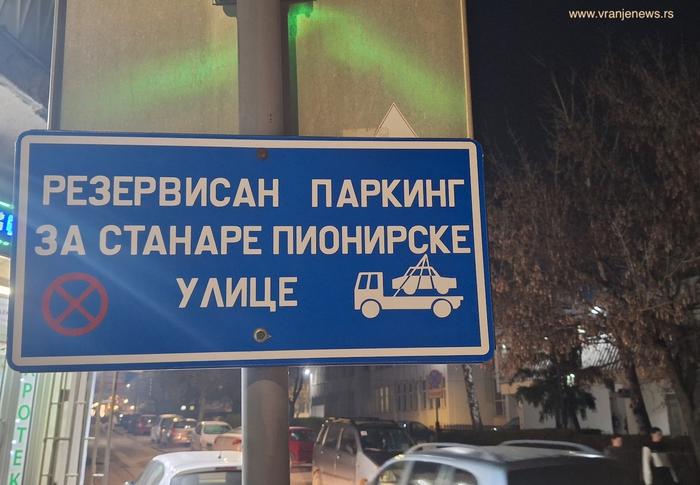 www.vranjenews.rs
РЕЗЕРВИСАН ПАРКИНГ
ЗА СТАНАРЕ ПИОНИРСКЕ
УЛИЦЕ